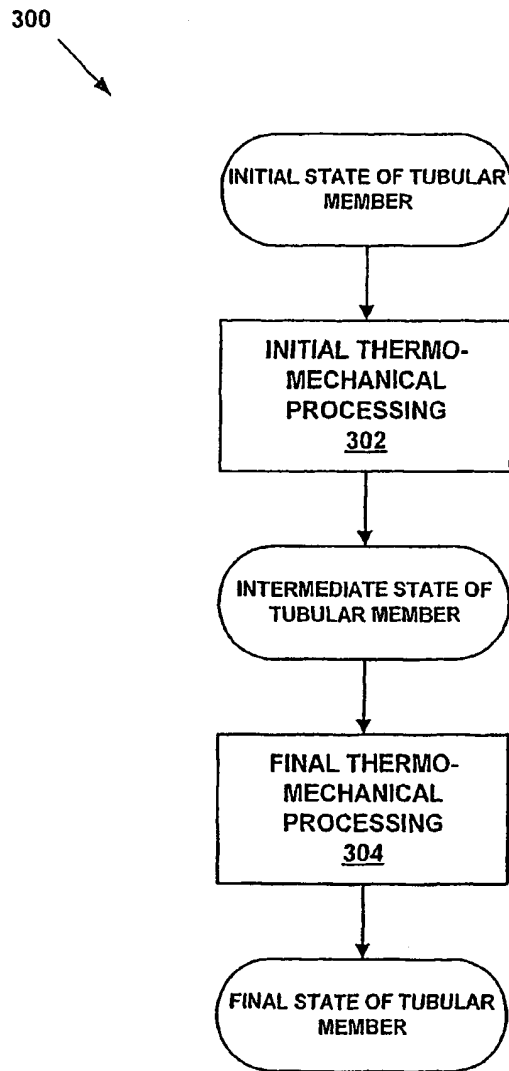 300
INITIAL STATE OF TUBULAR
MEMBER
INITIAL THERMO-
MECHANICAL
PROCESSING
302
INTERMEDIATE STATE OF
TUBULAR MEMBER
FINAL THERMO-
MECHANICAL
PROCESSING
304
FINAL STATE OF TUBULAR
MEMBER